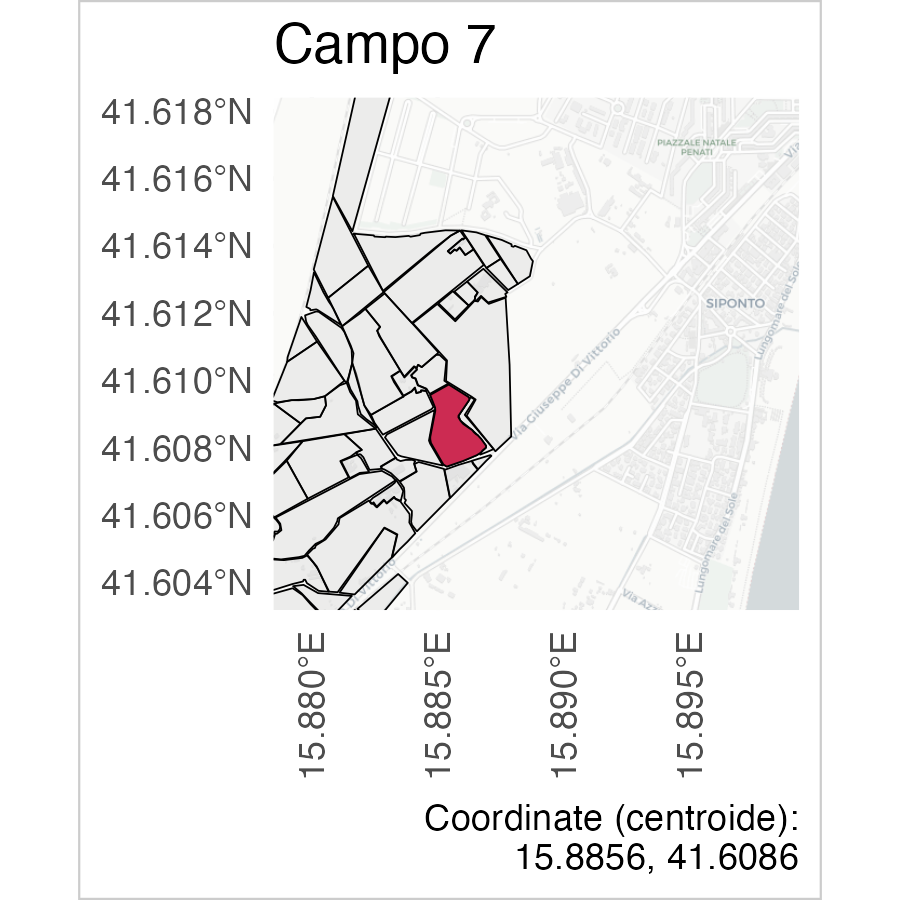 Campo 7
41.618°N
41.616°N
41.614°N
41.612°N
41.610°N
41.608°N
41.606°N
41.604°N
PIAZZALE NATALE
PENATI
Via
SIPONTO
Lungomare del Sole
Via Giuseppe Di Vittorio
Lungomare del Sole
Di Vittorio
15.880°E
15.885°E
15.890°E
15.895°E
Coordinate (centroide):
15.8856, 41.6086